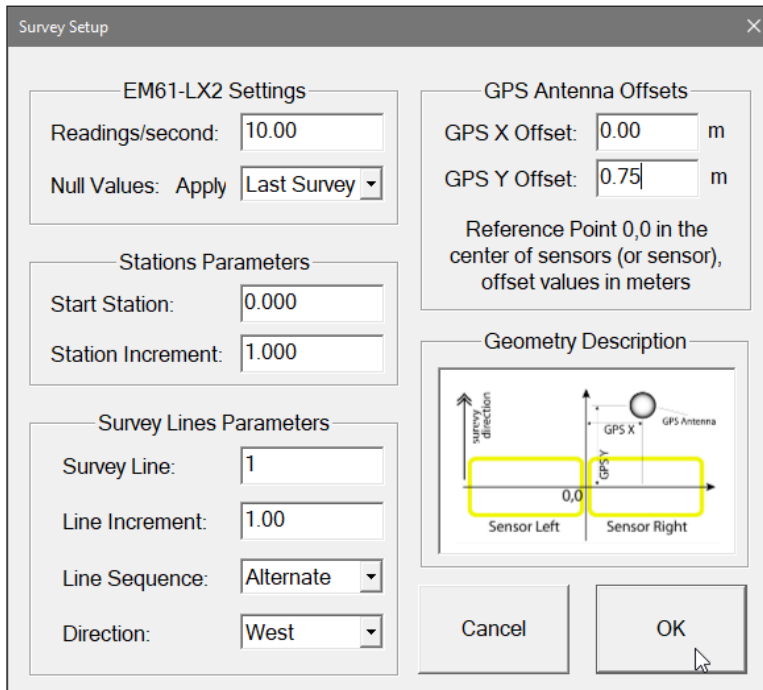 Survey Setup
EM61-LX2 Settings
Readings/second: 10.00
Null Values: Apply Last Survey
Stations Parameters
Start Station: 0.000
Station Increment: 1.000
Survey Lines Parameters
Survey Line: 1
Line Increment: 1.00
Line Sequence: Alternate
Direction: West
GPS Antenna Offsets
GPS X Offset: 0.00 m
GPS Y Offset: 0.75 m
Reference Point 0,0 in the
center of sensors (or sensor),
offset values in meters
Geometry Description
surevy
direction
GPS X
GPS Antenna
GPS Y
0,0
Sensor Left
Sensor Right
Cancel
OK